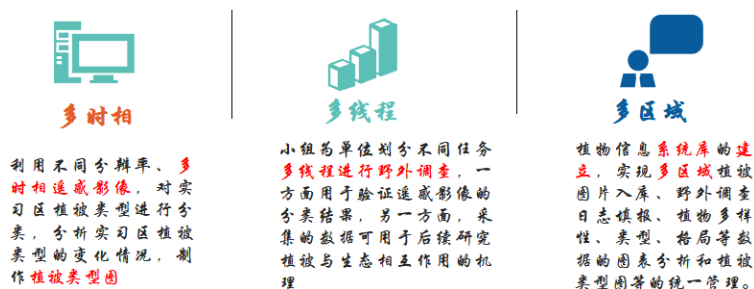 多时相
利用不同分辨率、多
时相遥感影像，对实
习区植被类型进行分
类，分析实习区植被
类型的变化情况，制
作植被类型图
多线程
小组为单位划分不同任务
多线程进行野外调查，一
方面用于验证遥感影像的
分类结果，另一方面，采
集的数据可用于后续研究
植被与生态相互作用的机
理
多区域
植物信息系统库的建
立，实现多区域植被
图片入库、野外调查
日志填报、植物多样
性、类型、格局等数
据的图表分析和植被
类型图等的统一管理。